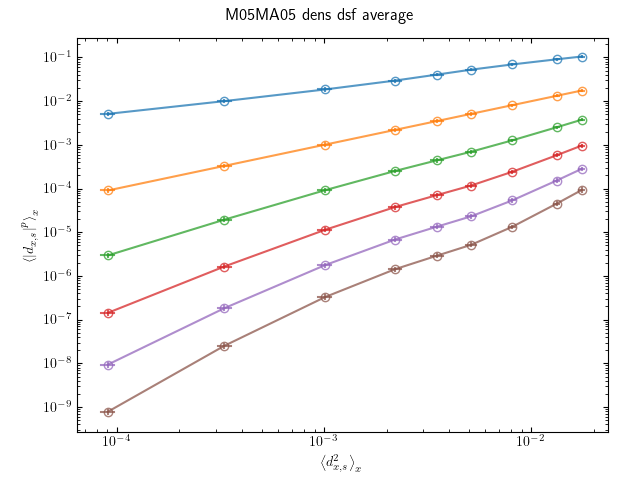 M05MA05 dens dsf average
10⁻¹
10⁻²
10⁻³
10⁻⁴
10⁻⁵
10⁻⁶
10⁻⁷
10⁻⁸
10⁻⁹
⟨|d_{x,s}|^p⟩_x
10⁻⁴ 10⁻³ 10⁻²
⟨d²_{x,s}⟩_x